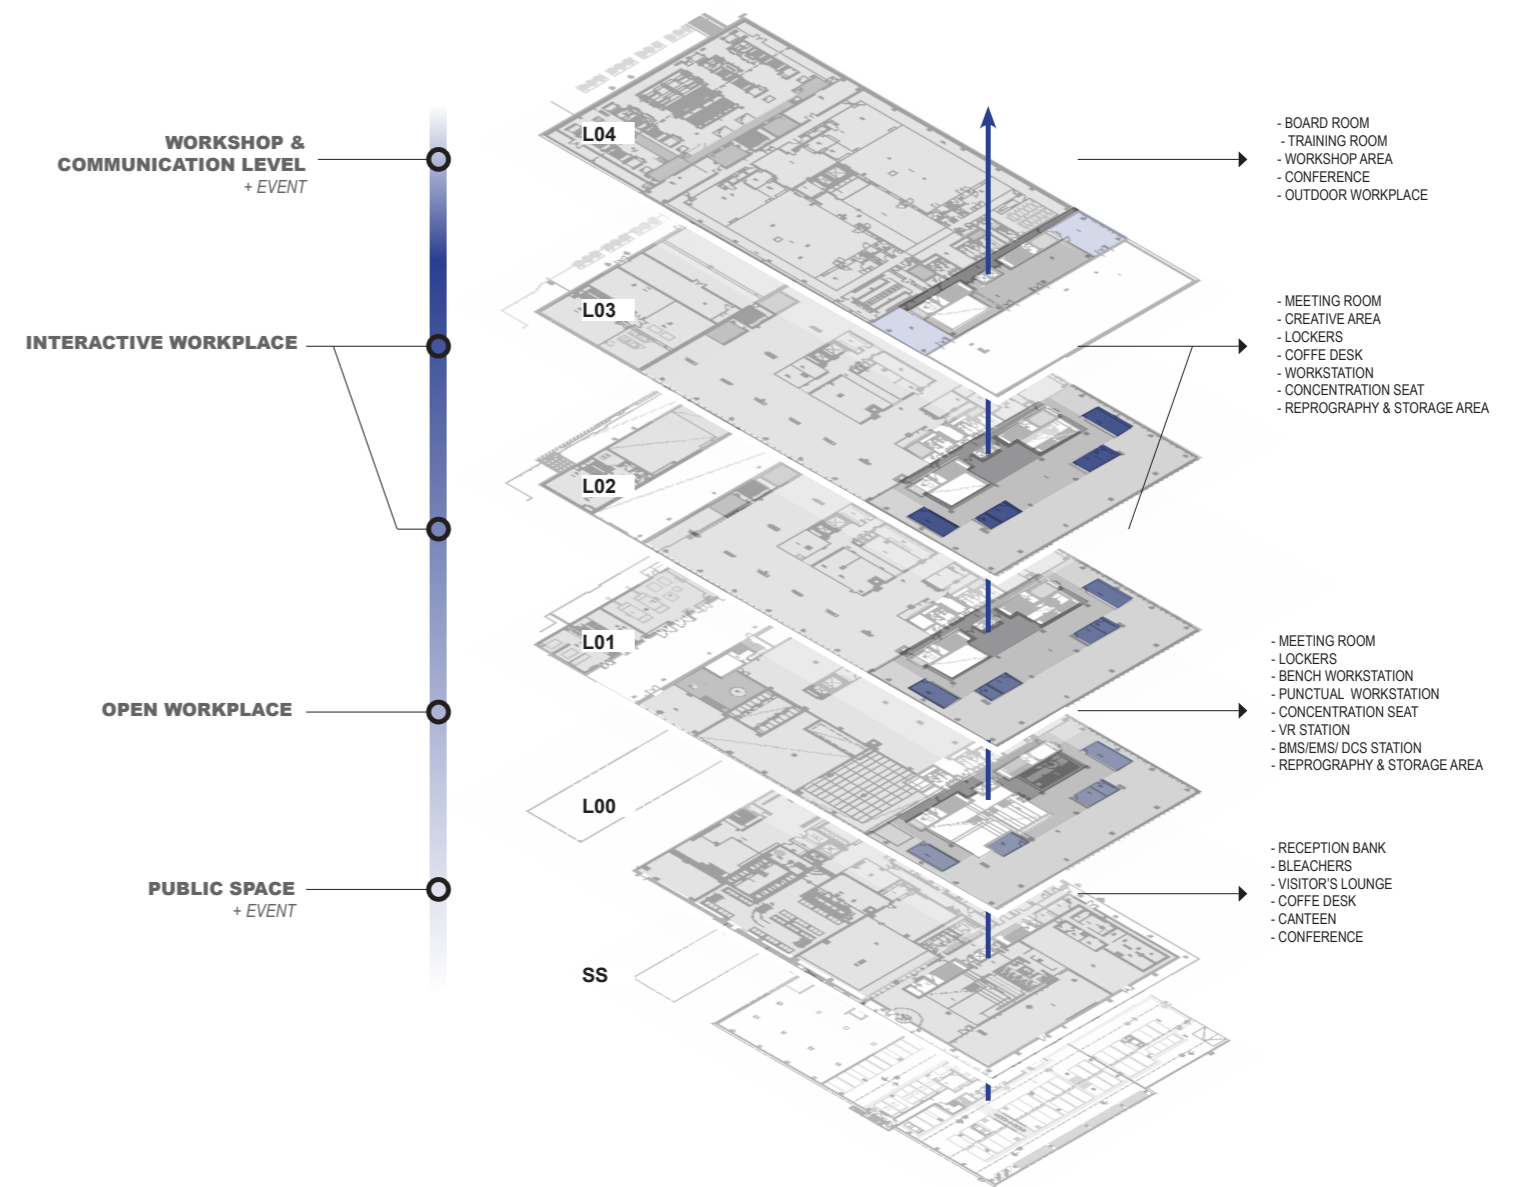 WORKSHOP &
COMMUNICATION LEVEL
+ EVENT
INTERACTIVE WORKPLACE
OPEN WORKPLACE
PUBLIC SPACE
+ EVENT
L04
L03
L02
L01
L00
SS
- BOARD ROOM
- TRAINING ROOM
- WORKSHOP AREA
- CONFERENCE
- OUTDOOR WORKPLACE
- MEETING ROOM
- CREATIVE AREA
- LOCKERS
- COFFE DESK
- WORKSTATION
- CONCENTRATION SEAT
- REPROGRAPHY & STORAGE AREA
- MEETING ROOM
- LOCKERS
- BENCH WORKSTATION
- PUNCTUAL WORKSTATION
- CONCENTRATION SEAT
- VR STATION
- BMS/EMS/ DCS STATION
- REPROGRAPHY & STORAGE AREA
- RECEPTION BANK
- BLEACHERS
- VISITOR'S LOUNGE
- COFFE DESK
- CANTEEN
- CONFERENCE